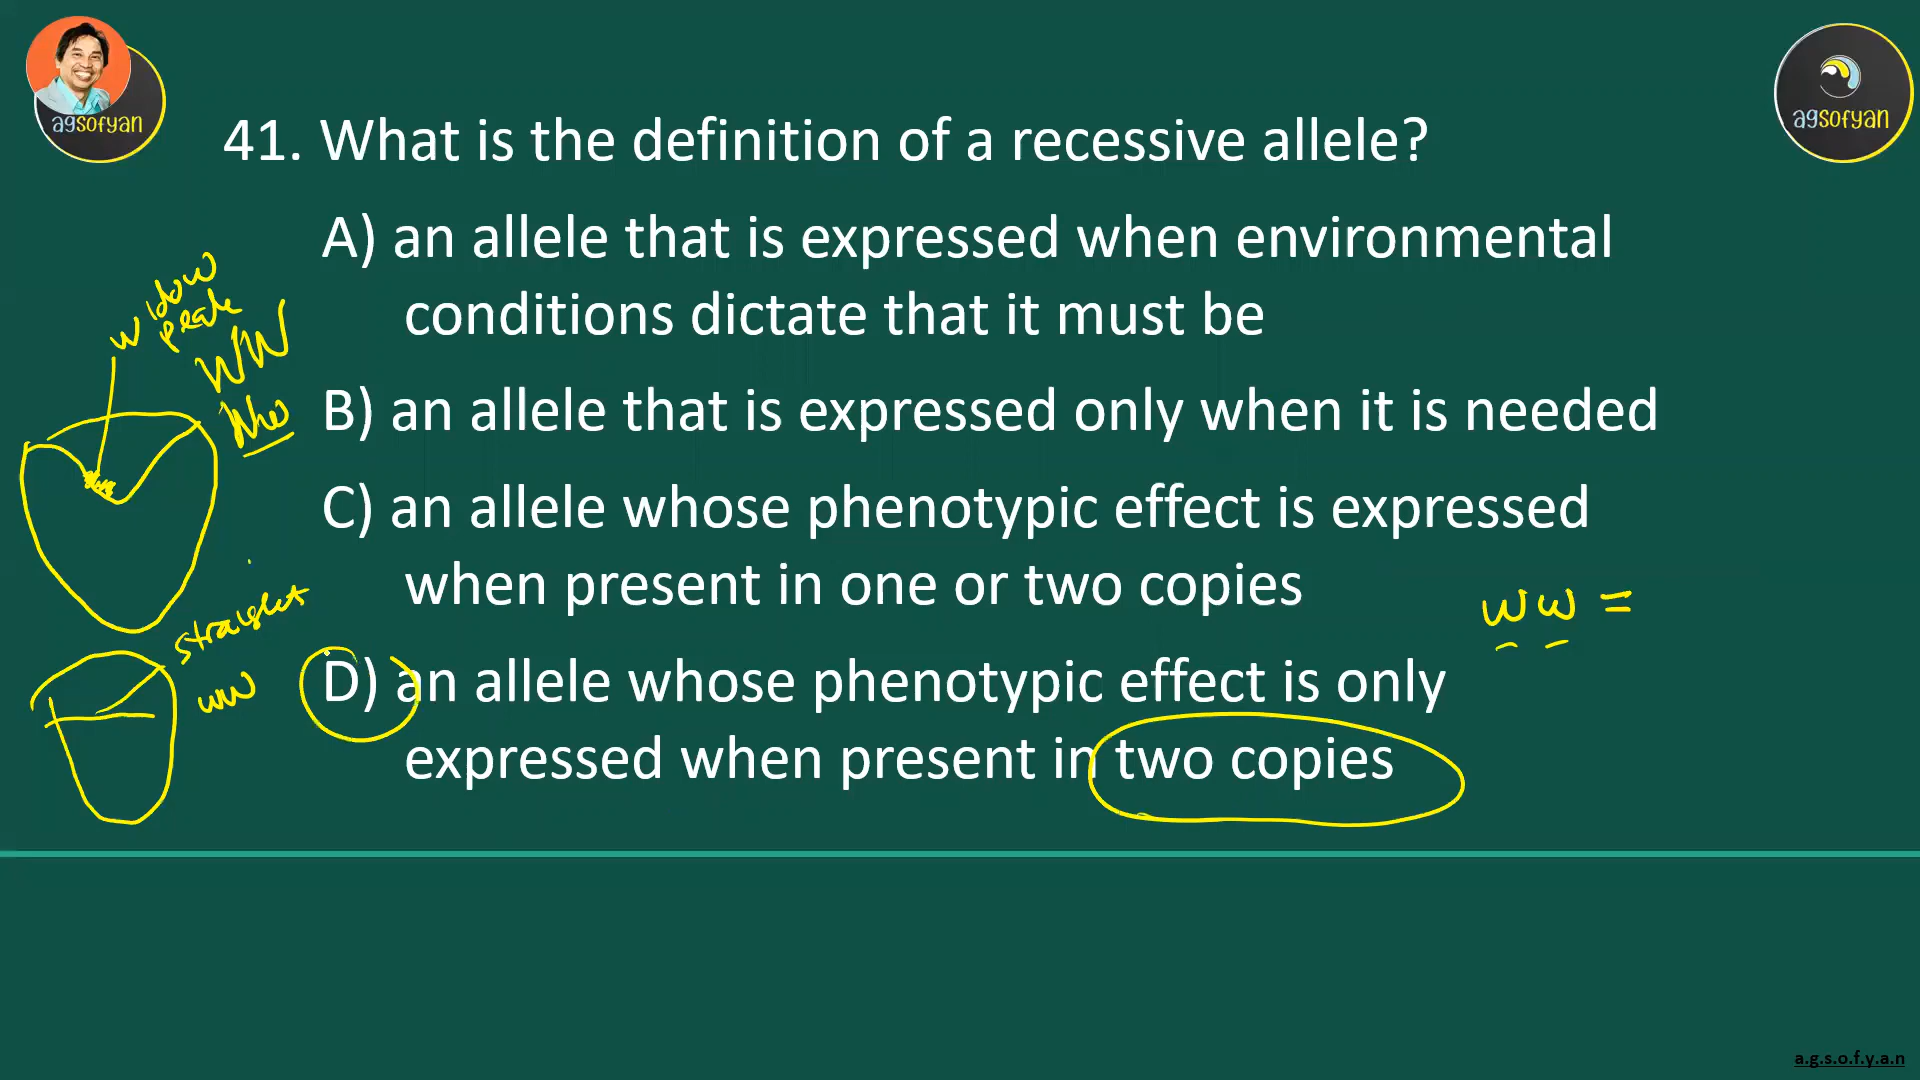 agsofyan
agsofyan
41. What is the definition of a recessive allele?
A) an allele that is expressed when environmental
conditions dictate that it must be
B) an allele that is expressed only when it is needed
C) an allele whose phenotypic effect is expressed
when present in one or two copies
D) an allele whose phenotypic effect is only
expressed when present in two copies
widow
peak
WW
Ww
straight
ww
ww =
a.g.s.o.f.y.a.n